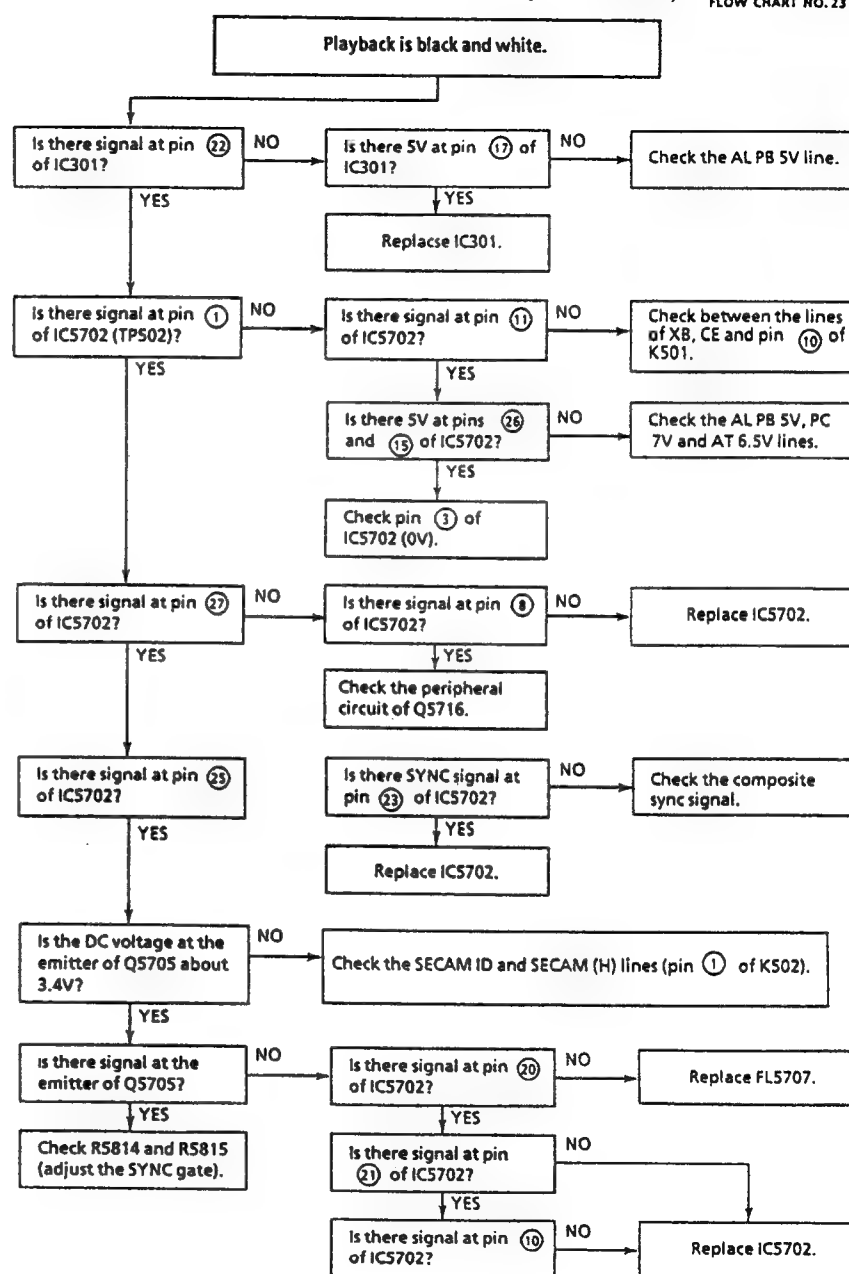 FLOW CHART NO. 23
Playback is black and white.
Is there signal at pin 22
of IC301?
NO
Is there 5V at pin 17 of
IC301?
NO
Check the AL PB 5V line.
YES
YES
Replacse IC301.
Is there signal at pin 1
of IC5702 (TP502)?
NO
Is there signal at pin 11
of IC5702?
NO
Check between the lines
of XB, CE and pin 10 of
K501.
YES
YES
Is there 5V at pins 26
and 15 of IC5702?
NO
Check the AL PB 5V, PC
7V and AT 6.5V lines.
YES
Check pin 3 of
IC5702 (0V).
Is there signal at pin 27
of IC5702?
NO
Is there signal at pin 8
of IC5702?
NO
Replace IC5702.
YES
YES
Check the peripheral
circuit of Q5716.
Is there signal at pin 25
of IC5702?
Is there SYNC signal at
pin 23 of IC5702?
NO
Check the composite
sync signal.
YES
YES
Replace IC5702.
Is the DC voltage at the
emitter of Q5705 about
3.4V?
NO
Check the SECAM ID and SECAM (H) lines (pin 1 of K502).
YES
Is there signal at the
emitter of Q5705?
NO
Is there signal at pin 20
of IC5702?
NO
Replace FL5707.
YES
YES
Check R5814 and R5815
(adjust the SYNC gate).
Is there signal at pin
21 of IC5702?
NO
YES
Is there signal at pin 10
of IC5702?
NO
Replace IC5702.